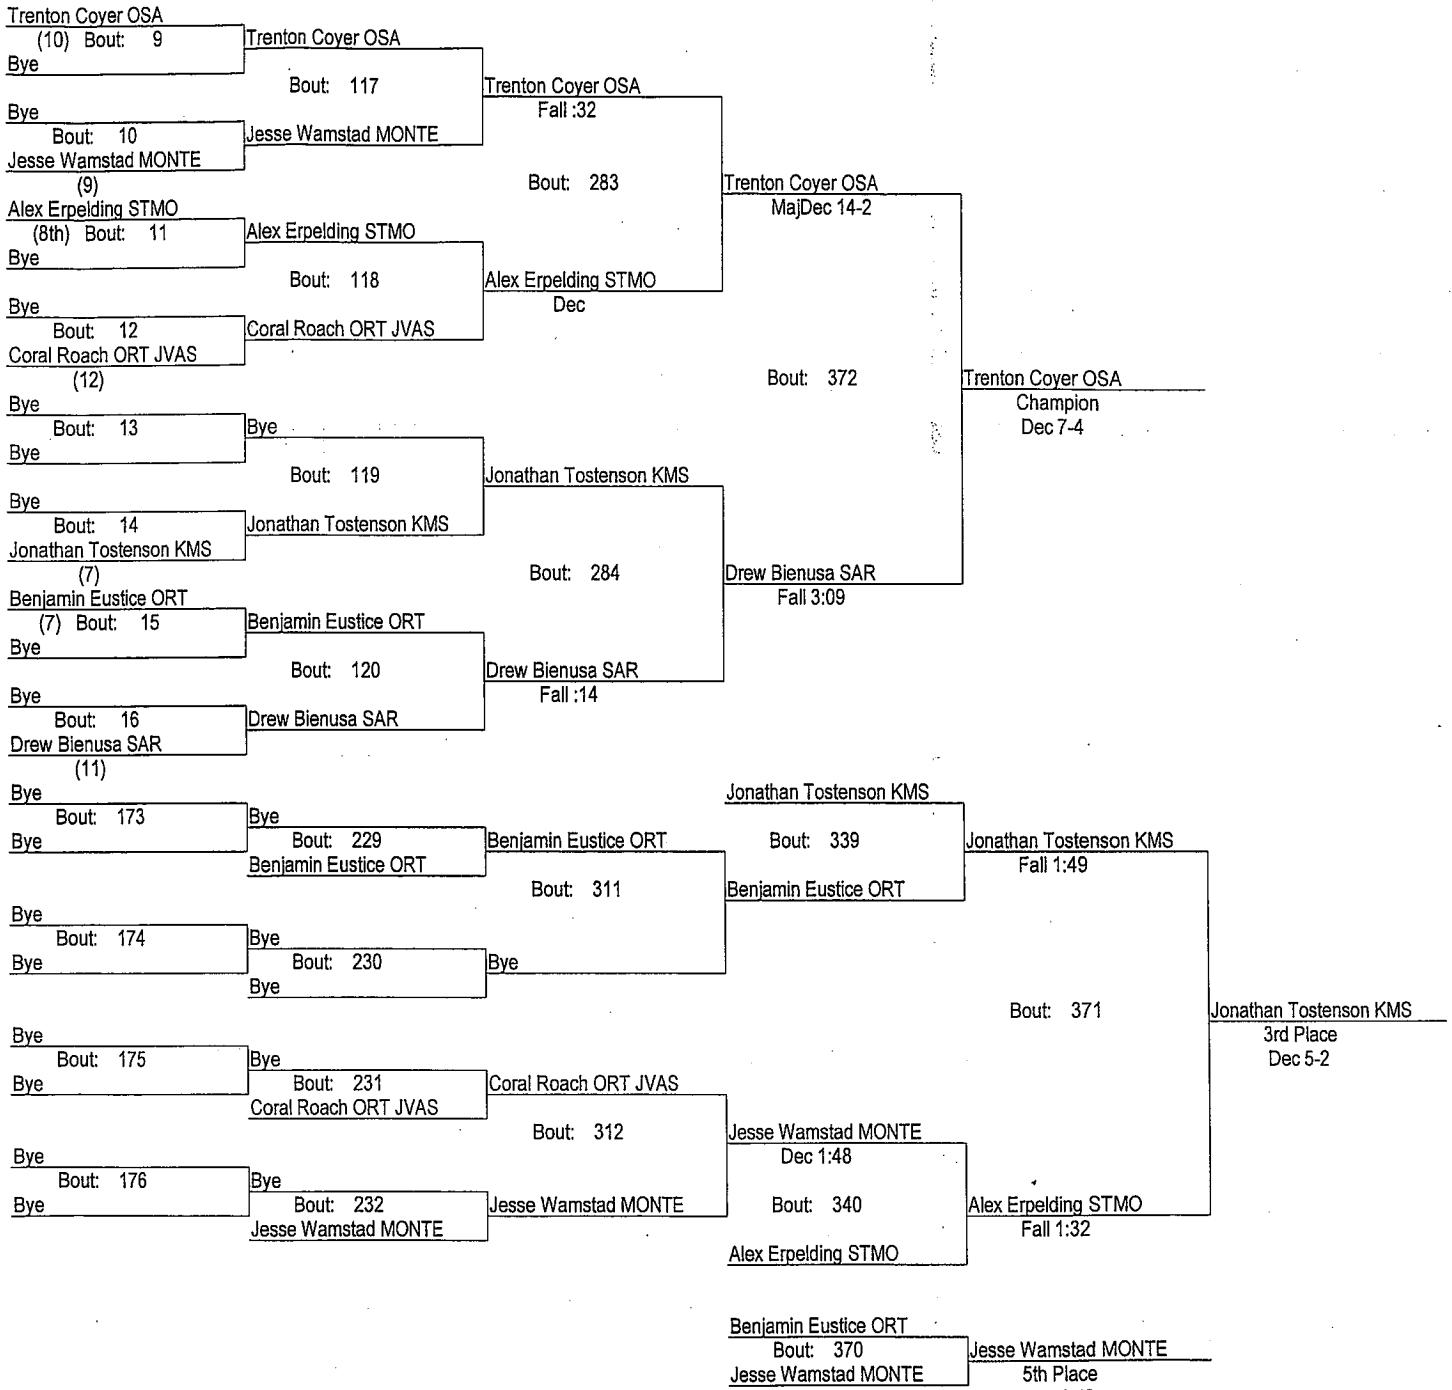 Trenton Coyer OSA
(10) Bout: 9
Bye
Trenton Coyer OSA
Bout: 117
Bye
Bout: 10
Jesse Wamstad MONTE
(9)
Jesse Wamstad MONTE
Trenton Coyer OSA
Fall :32
Bout: 283
Alex Erpelding STMO
(8th) Bout: 11
Bye
Alex Erpelding STMO
Bout: 118
Bye
Bout: 12
Coral Roach ORT JVAS
(12)
Coral Roach ORT JVAS
Alex Erpelding STMO
Dec
Trenton Coyer OSA
MajDec 14-2
Bout: 372
Trenton Coyer OSA
Champion
Dec 7-4
Bye
Bout: 13
Bye
Bye
Bout: 119
Bye
Bout: 14
Jonathan Tostenson KMS
(7)
Jonathan Tostenson KMS
Jonathan Tostenson KMS
Bout: 284
Benjamin Eustice ORT
(7) Bout: 15
Bye
Benjamin Eustice ORT
Bout: 120
Bye
Bout: 16
Drew Bienusa SAR
(11)
Drew Bienusa SAR
Drew Bienusa SAR
Fall :14
Drew Bienusa SAR
Fall 3:09
Bye
Bout: 173
Bye
Bye
Bout: 229
Benjamin Eustice ORT
Benjamin Eustice ORT
Bout: 311
Bye
Bout: 174
Bye
Bye
Bout: 230
Bye
Bye
Jonathan Tostenson KMS
Bout: 339
Benjamin Eustice ORT
Jonathan Tostenson KMS
Fall 1:49
Bout: 371
Jonathan Tostenson KMS
3rd Place
Dec 5-2
Bye
Bout: 175
Bye
Bye
Bout: 231
Coral Roach ORT JVAS
Coral Roach ORT JVAS
Bout: 312
Bye
Bout: 176
Bye
Bye
Bout: 232
Jesse Wamstad MONTE
Jesse Wamstad MONTE
Jesse Wamstad MONTE
Dec 1:48
Bout: 340
Alex Erpelding STMO
Alex Erpelding STMO
Fall 1:32
Benjamin Eustice ORT
Bout: 370
Jesse Wamstad MONTE
Jesse Wamstad MONTE
5th Place